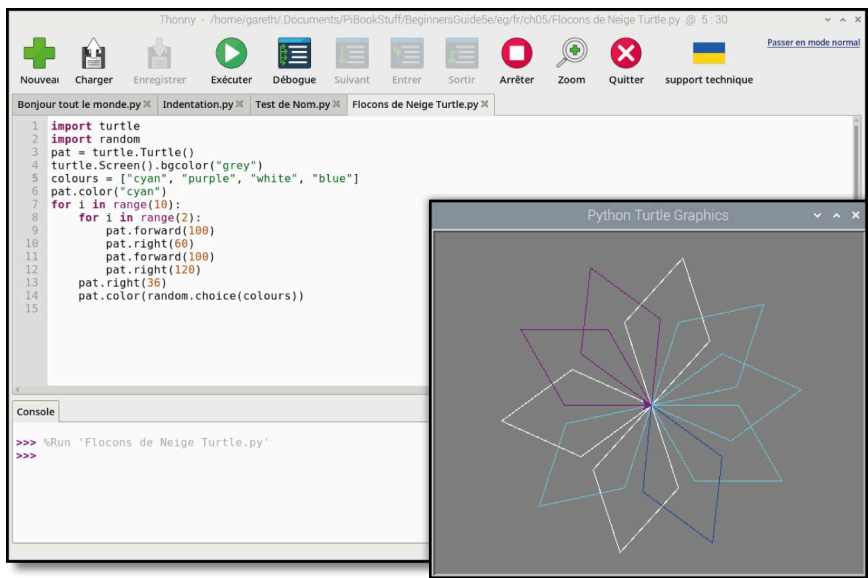 Thonny - /home/gareth/.Documents/PiBookStuff/BeginnersGuide5e/eg/fr/ch05/Flocons de Neige Turtle.py @ 5 : 30
Nouveau Charger Enregistrer Exécuter Débogue Suivant Entrer Sortir Arrêter Zoom Quitter support technique
Passer en mode normal
Bonjour tout le monde.py Indentation.py Test de Nom.py Flocons de Neige Turtle.py
1 import turtle
2 import random
3 pat = turtle.Turtle()
4 turtle.Screen().bgcolor("grey")
5 colours = ["cyan", "purple", "white", "blue"]
6 pat.color("cyan")
7 for i in range(10):
8     for i in range(2):
9         pat.forward(100)
10         pat.right(60)
11         pat.forward(100)
12         pat.right(120)
13     pat.right(36)
14     pat.color(random.choice(colours))
15
Python Turtle Graphics
Console
>>> %Run 'Flocons de Neige Turtle.py'
>>>